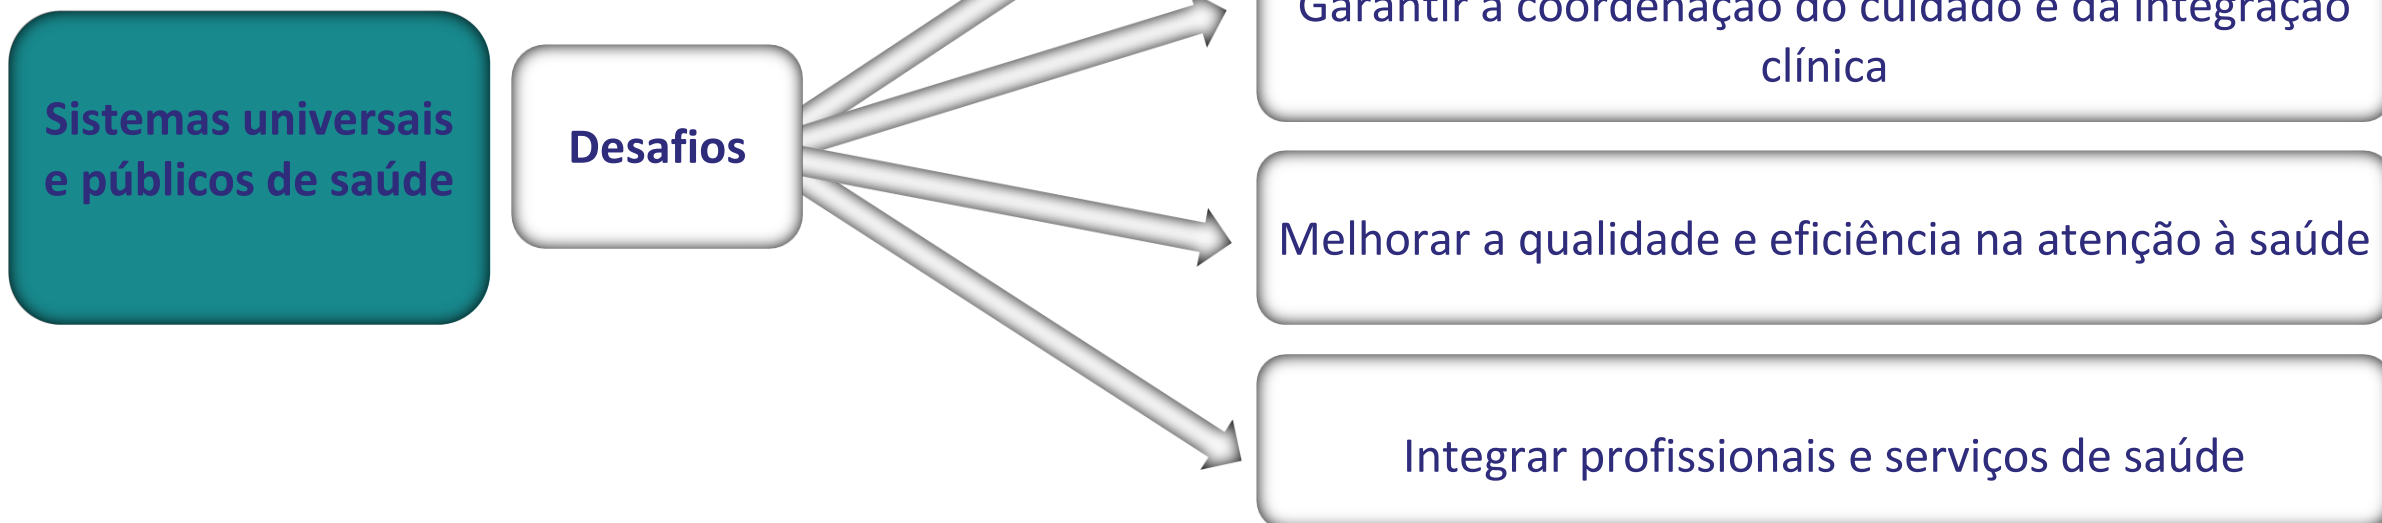 Sistemas universais
e públicos de saúde
Desafios
Garantir a coordenação do cuidado e da integração
clínica
Melhorar a qualidade e eficiência na atenção à saúde
Integrar profissionais e serviços de saúde